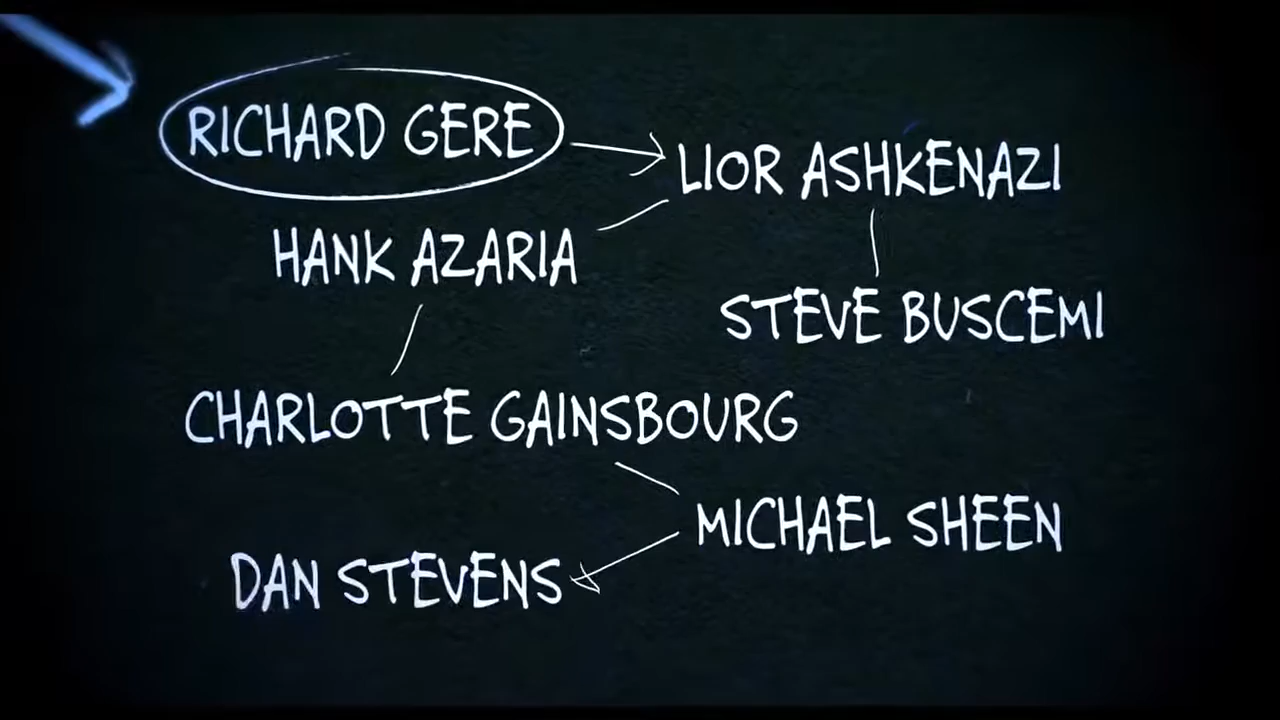 RICHARD GERE
LIOR ASHKENAZI
HANK AZARIA
STEVE BUSCEMI
CHARLOTTE GAINSBOURG
MICHAEL SHEEN
DAN STEVENS